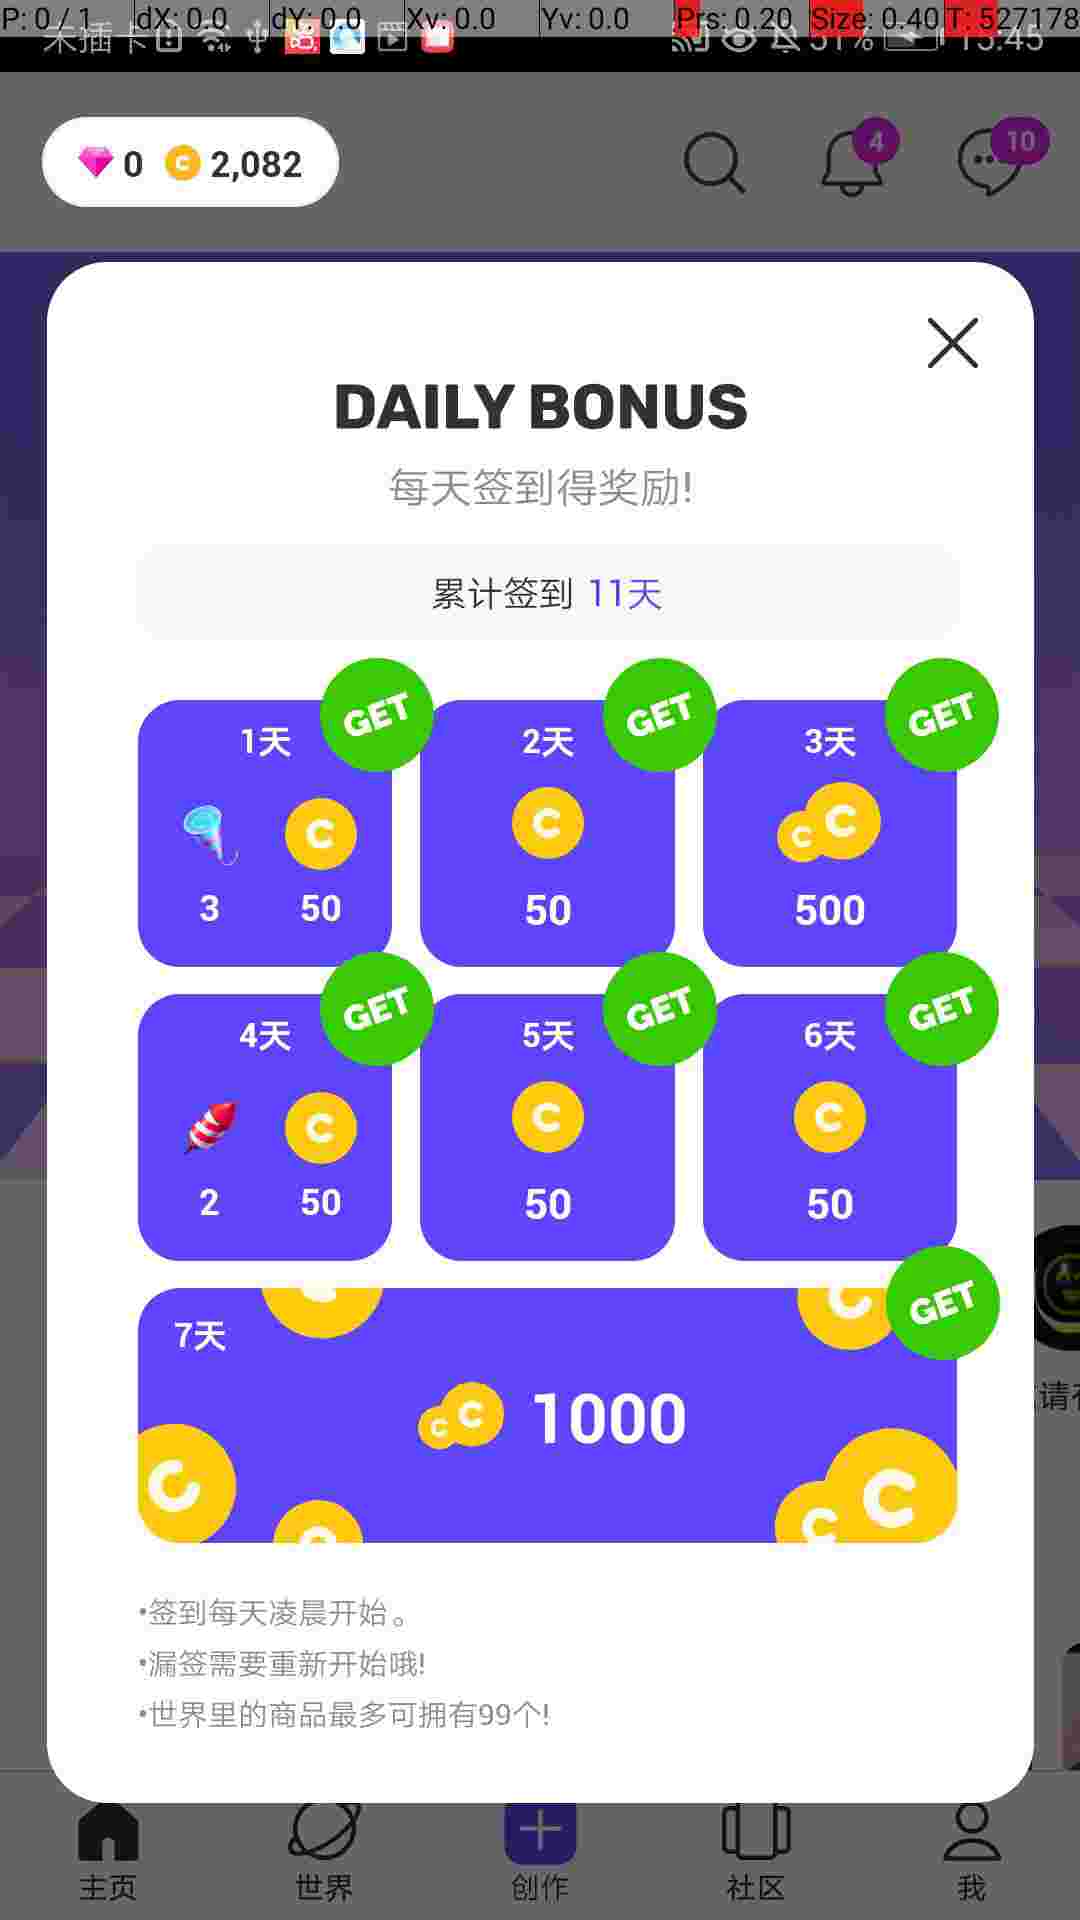 P: 0 / 1 dX: 0.0 dY: 0.0 Xv: 0.0 Yv: 0.0 Prs: 0.20 Size: 0.40 T: 527178
未插卡 51% 15:45
0 C 2,082 4 10
DAILY BONUS
每天签到得奖励!
累计签到 11天
1天 GET 2天 GET 3天 GET
C C C C
3 50 50 500
4天 GET 5天 GET 6天 GET
C C C
2 50 50 50
7天 GET
C C 1000
C C C
•签到每天凌晨开始。
•漏签需要重新开始哦!
•世界里的商品最多可拥有99个!
请
主页 世界 创作 社区 我